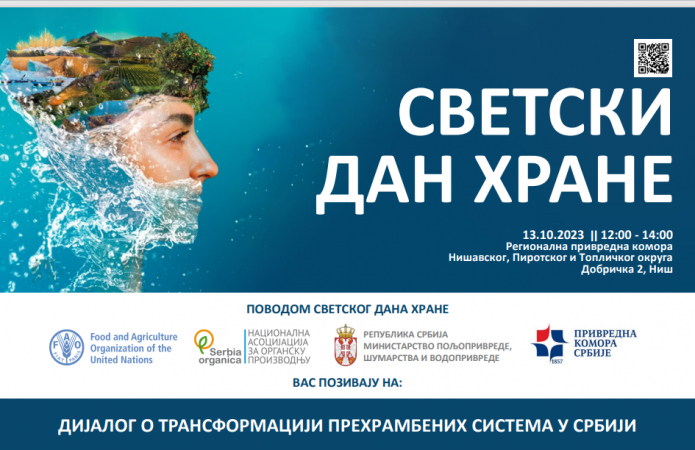 СВЕТСКИ
ДАН ХРАНЕ
13.10.2023 || 12:00 - 14:00
Регионална привредна комора
Нишавског, Пиротског и Топличког округа
Добричка 2, Ниш
ПОВОДОМ СВЕТСКОГ ДАНА ХРАНЕ
Food and Agriculture
Organization of the
United Nations
Serbia
organica
НАЦИОНАЛНА
АСОЦИЈАЦИЈА
ЗА ОРГАНСКУ
ПРОИЗВОДЊУ
РЕПУБЛИКА СРБИЈА
МИНИСТАРСТВО ПОЉОПРИВРЕДЕ,
ШУМАРСТВА И ВОДОПРИВРЕДЕ
ПРИВРЕДНА
КОМОРА
СРБИЈЕ
1857
ВАС ПОЗИВАЈУ НА:
ДИЈАЛОГ О ТРАНСФОРМАЦИЈИ ПРЕХРАМБЕНИХ СИСТЕМА У СРБИЈИ